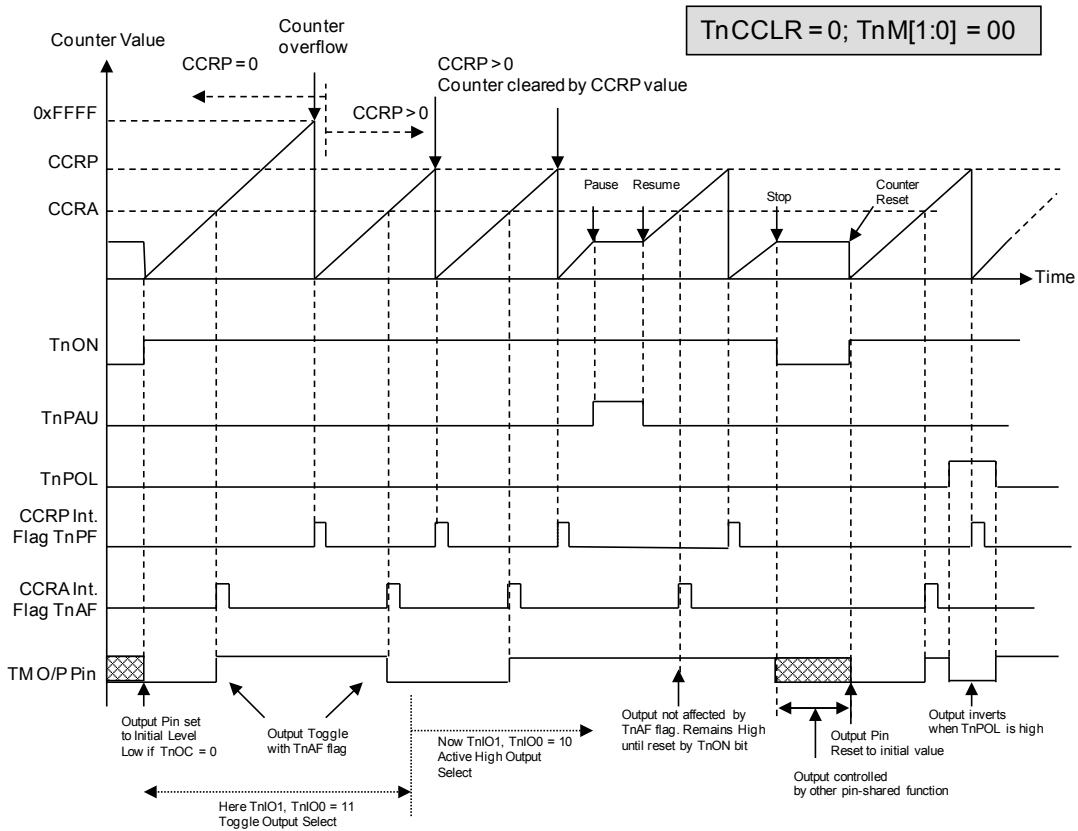 TnCCLR = 0; TnM[1:0] = 00
Counter Value
Counter
overflow
CCRP = 0
CCRP > 0
Counter cleared by CCRP value
CCRP > 0
0xFFFF
CCRP
CCRA
Pause
Resume
Stop
Counter
Reset
Time
TnON
TnPAU
TnPOL
CCRP Int.
Flag TnPF
CCRA Int.
Flag TnAF
TM O/P Pin
Output Pin set
to Initial Level
Low if TnOC = 0
Output Toggle
with TnAF flag
Now TnIO1, TnIO0 = 10
Active High Output
Select
Output not affected by
TnAF flag. Remains High
until reset by TnON bit
Output Pin
Reset to initial value
Output inverts
when TnPOL is high
Output controlled
by other pin-shared function
Here TnIO1, TnIO0 = 11
Toggle Output Select